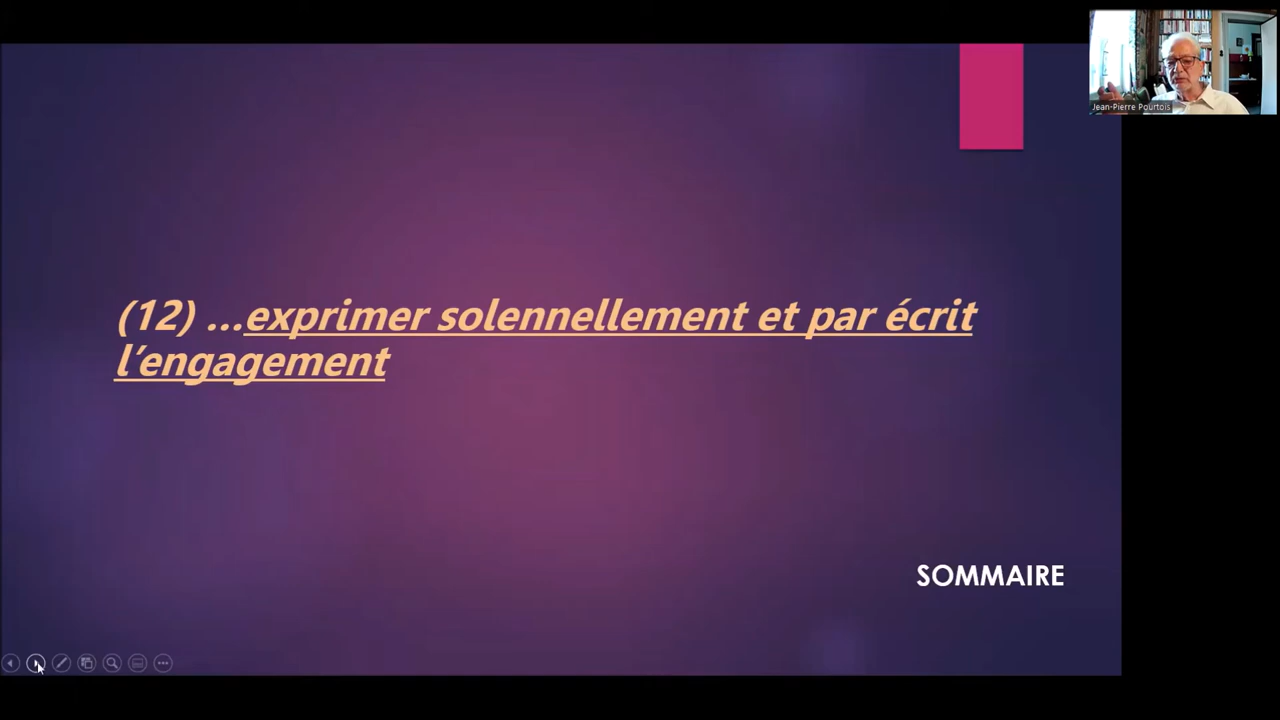 Jean-Pierre Pourtois
(12) ...exprimer solennellement et par écrit
l’engagement
SOMMAIRE